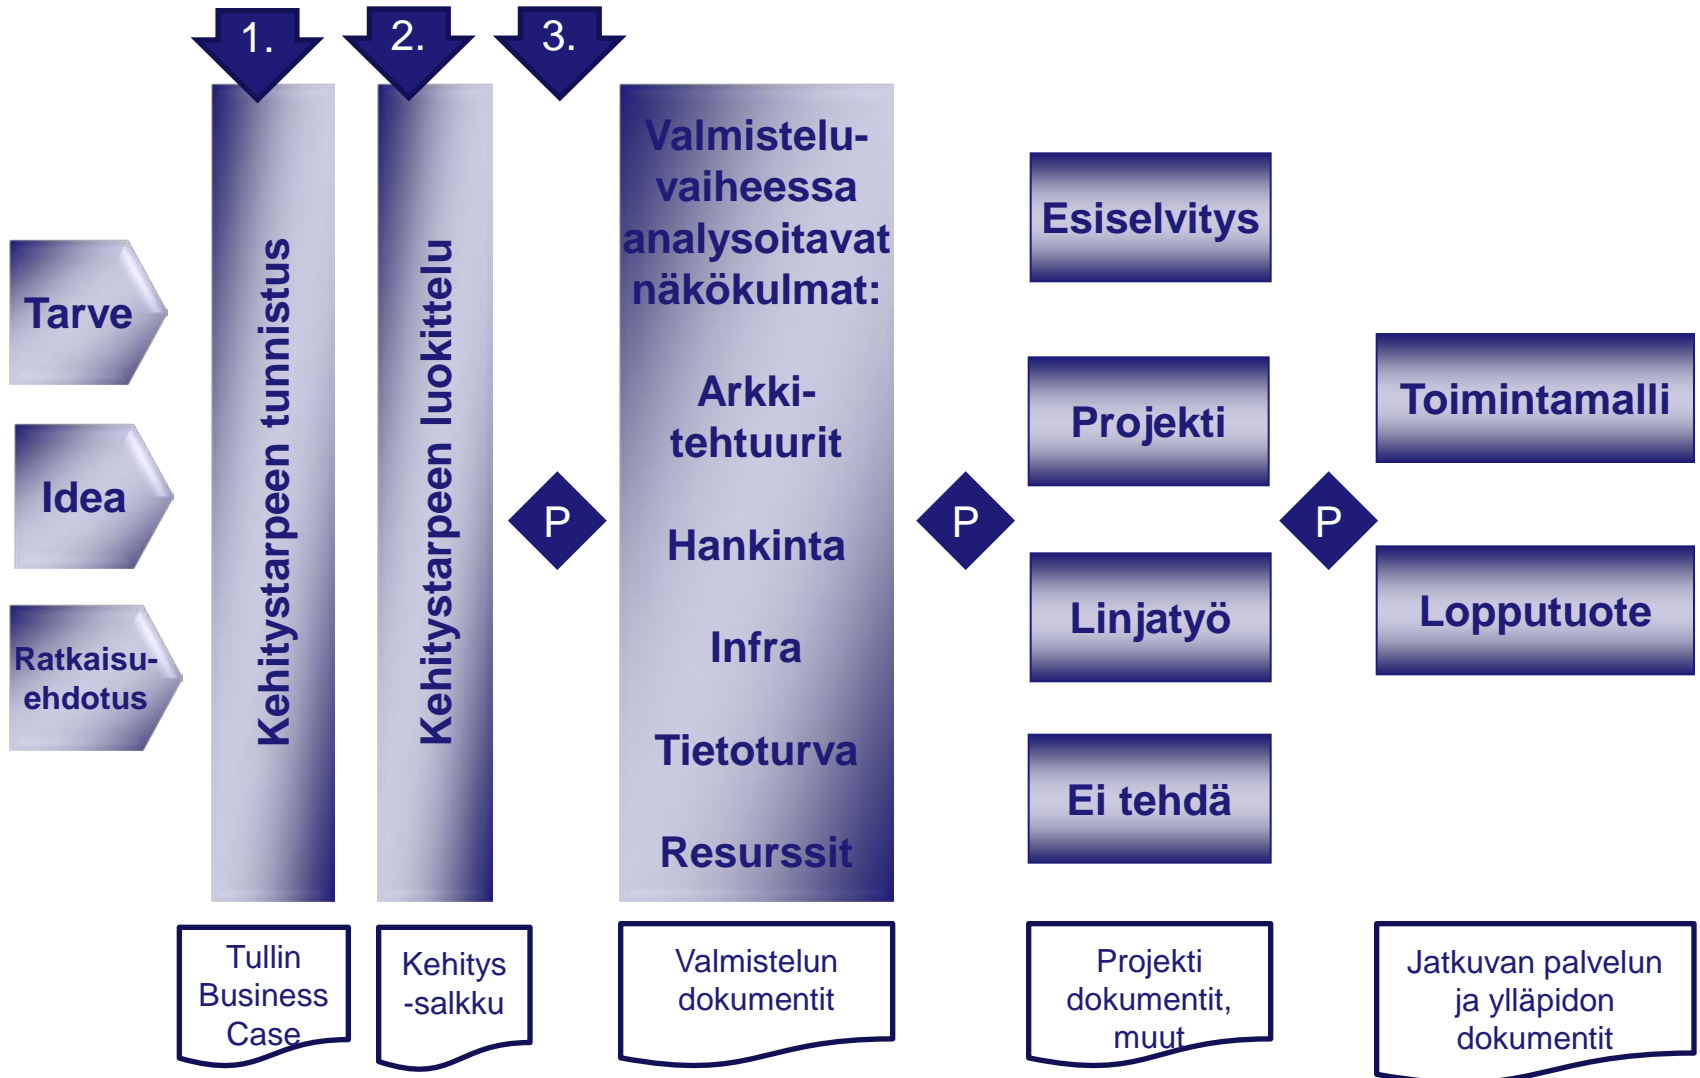 1.
2.
3.
Tarve
Idea
Ratkaisu-
ehdotus
Kehitystarpeen tunnistus
Kehitystarpeen luokittelu
P
Valmistelu-
vaiheessa
analysoitavat
näkökulmat:
Arkki-
tehtuurit
Hankinta
Infra
Tietoturva
Resurssit
P
Esiselvitys
Projekti
Linjatyö
Ei tehdä
P
Toimintamalli
Lopputuote
Tullin
Business
Case
Kehitys
-salkku
Valmistelun
dokumentit
Projekti
dokumentit,
muut
Jatkuvan palvelun
ja ylläpidon
dokumentit